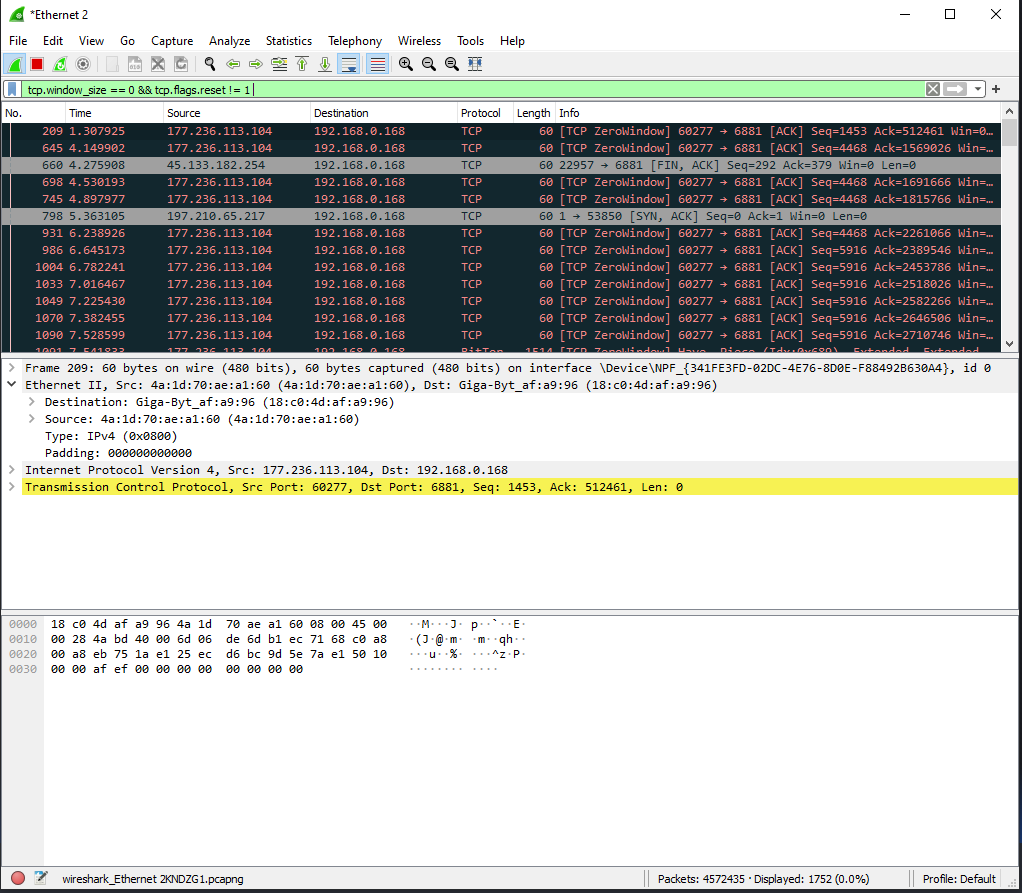 *Ethernet 2
File Edit View Go Capture Analyze Statistics Telephony Wireless Tools Help
tcp.window_size == 0 && tcp.flags.reset != 1
No. Time Source Destination Protocol Length Info
209 1.307925 177.236.113.104 192.168.0.168 TCP 60 [TCP ZeroWindow] 60277 → 6881 [ACK] Seq=1453 Ack=512461 Win=0…
645 4.149902 177.236.113.104 192.168.0.168 TCP 60 [TCP ZeroWindow] 60277 → 6881 [ACK] Seq=4468 Ack=1569026 Win=…
660 4.275908 45.133.182.254 192.168.0.168 TCP 60 22957 → 6881 [FIN, ACK] Seq=292 Ack=379 Win=0 Len=0
698 4.530193 177.236.113.104 192.168.0.168 TCP 60 [TCP ZeroWindow] 60277 → 6881 [ACK] Seq=4468 Ack=1691666 Win=…
745 4.897977 177.236.113.104 192.168.0.168 TCP 60 [TCP ZeroWindow] 60277 → 6881 [ACK] Seq=4468 Ack=1815766 Win=…
798 5.363105 197.210.65.217 192.168.0.168 TCP 60 1 → 53850 [SYN, ACK] Seq=0 Ack=1 Win=0 Len=0
931 6.238926 177.236.113.104 192.168.0.168 TCP 60 [TCP ZeroWindow] 60277 → 6881 [ACK] Seq=4468 Ack=2261066 Win=…
986 6.645173 177.236.113.104 192.168.0.168 TCP 60 [TCP ZeroWindow] 60277 → 6881 [ACK] Seq=5916 Ack=2389546 Win=…
1004 6.782241 177.236.113.104 192.168.0.168 TCP 60 [TCP ZeroWindow] 60277 → 6881 [ACK] Seq=5916 Ack=2453786 Win=…
1033 7.016467 177.236.113.104 192.168.0.168 TCP 60 [TCP ZeroWindow] 60277 → 6881 [ACK] Seq=5916 Ack=2518026 Win=…
1049 7.225430 177.236.113.104 192.168.0.168 TCP 60 [TCP ZeroWindow] 60277 → 6881 [ACK] Seq=5916 Ack=2582266 Win=…
1070 7.382455 177.236.113.104 192.168.0.168 TCP 60 [TCP ZeroWindow] 60277 → 6881 [ACK] Seq=5916 Ack=2646506 Win=…
1090 7.528599 177.236.113.104 192.168.0.168 TCP 60 [TCP ZeroWindow] 60277 → 6881 [ACK] Seq=5916 Ack=2710746 Win=…
Frame 209: 60 bytes on wire (480 bits), 60 bytes captured (480 bits) on interface \Device\NPF_{341FE3FD-02DC-4E76-8D0E-F88492B630A4}, id 0
Ethernet II, Src: 4a:1d:70:ae:a1:60 (4a:1d:70:ae:a1:60), Dst: Giga-Byt_af:a9:96 (18:c0:4d:af:a9:96)
Destination: Giga-Byt_af:a9:96 (18:c0:4d:af:a9:96)
Source: 4a:1d:70:ae:a1:60 (4a:1d:70:ae:a1:60)
Type: IPv4 (0x0800)
Padding: 000000000000
Internet Protocol Version 4, Src: 177.236.113.104, Dst: 192.168.0.168
Transmission Control Protocol, Src Port: 60277, Dst Port: 6881, Seq: 1453, Ack: 512461, Len: 0
0000 18 c0 4d af a9 96 4a 1d 70 ae a1 60 08 00 45 00 ··M···J· p··`··E·
0010 00 28 4a bd 40 00 6d 06 de 6d b1 ec 71 68 c0 a8 ·(J·@·m· ·m··qh··
0020 00 a8 eb 75 1a e1 25 ec d6 bc 9d 5e 7a e1 50 10 ···u··%· ···^z·P·
0030 00 00 af ef 00 00 00 00 00 00 00 00 ········ ····
wireshark_Ethernet 2KNDZG1.pcapng Packets: 4572435 · Displayed: 1752 (0.0%) Profile: Default